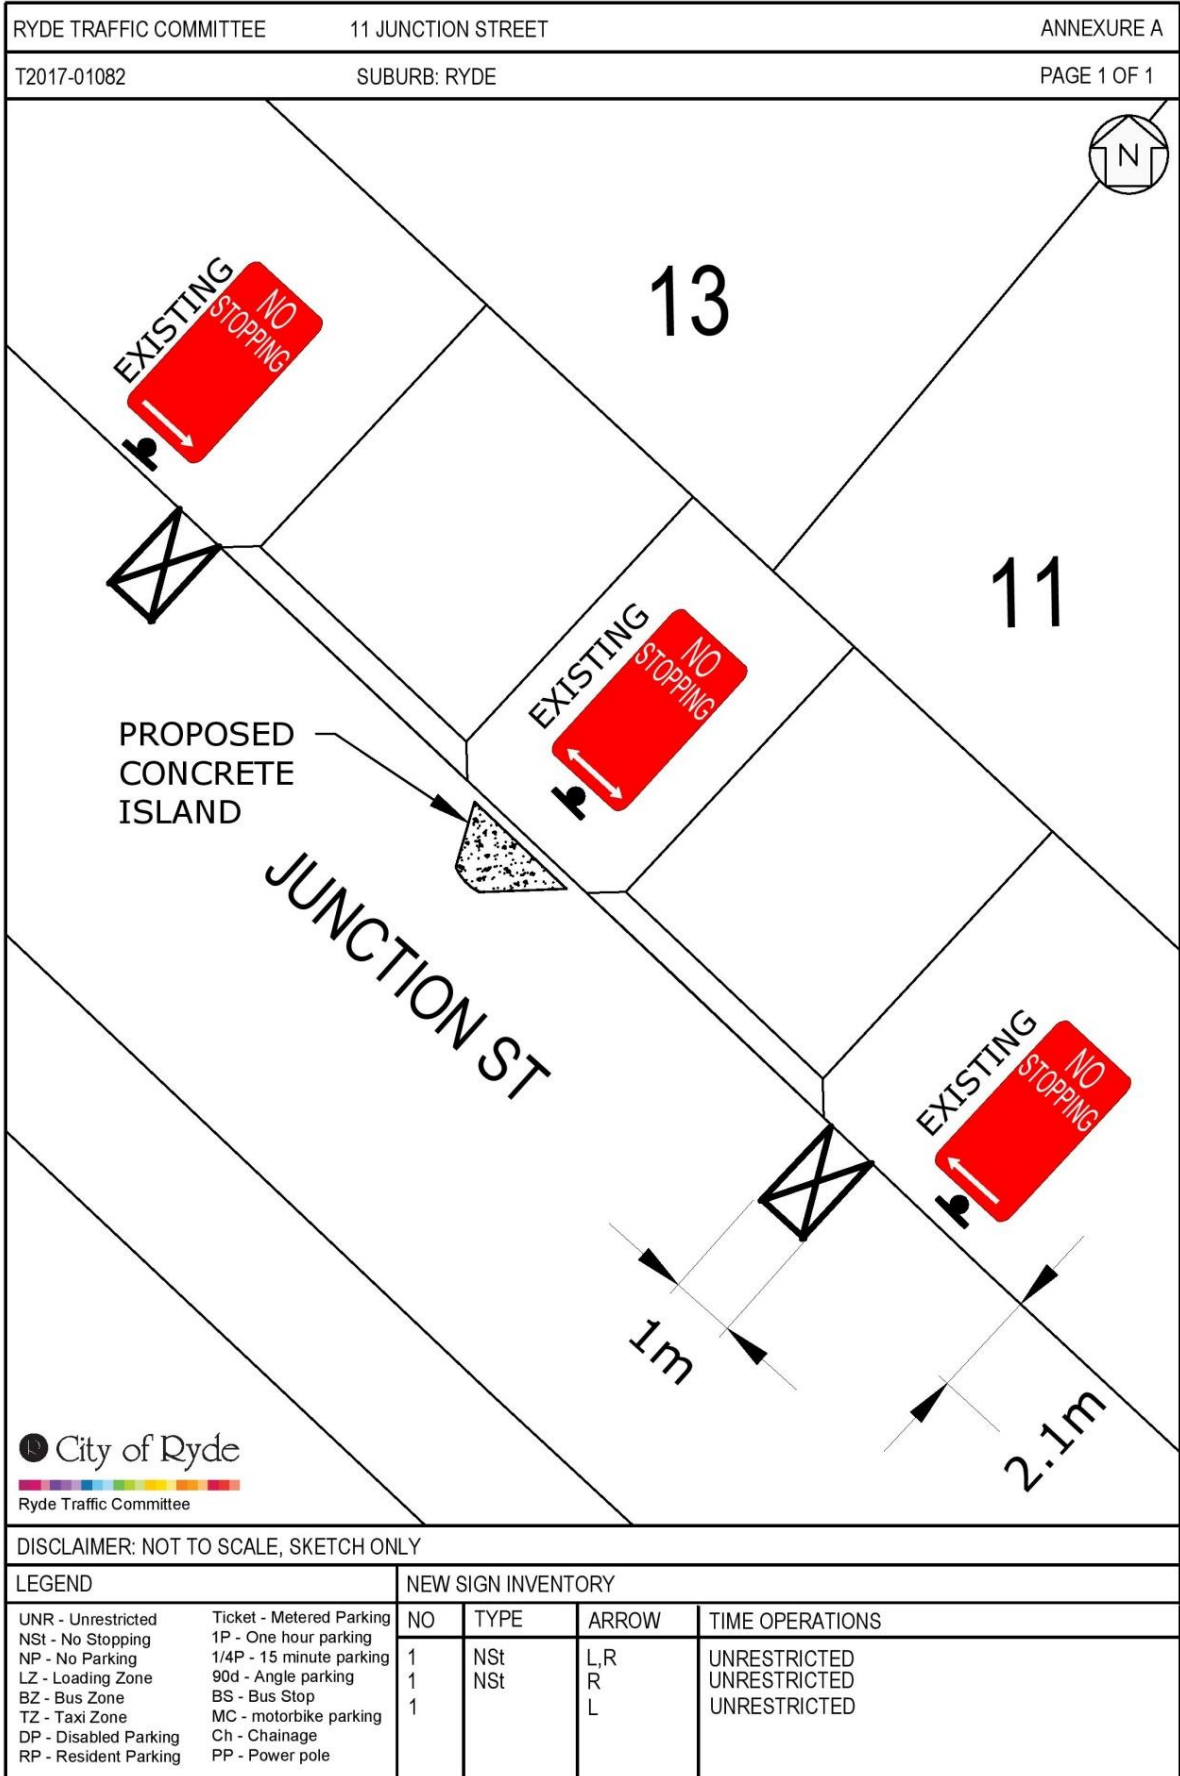 RYDE TRAFFIC COMMITTEE 11 JUNCTION STREET ANNEXURE A
T2017-01082 SUBURB: RYDE PAGE 1 OF 1
N
13
EXISTING
NO
STOPPING
11
EXISTING
NO
STOPPING
PROPOSED
CONCRETE
ISLAND
JUNCTION ST
EXISTING
NO
STOPPING
1m
2.1m
R City of Ryde
Ryde Traffic Committee
DISCLAIMER: NOT TO SCALE, SKETCH ONLY
LEGEND
UNR - Unrestricted
NSt - No Stopping
NP - No Parking
LZ - Loading Zone
BZ - Bus Zone
TZ - Taxi Zone
DP - Disabled Parking
RP - Resident Parking
Ticket - Metered Parking
1P - One hour parking
1/4P - 15 minute parking
90d - Angle parking
BS - Bus Stop
MC - motorbike parking
Ch - Chainage
PP - Power pole
NEW SIGN INVENTORY
NO TYPE ARROW TIME OPERATIONS
1 NSt L,R UNRESTRICTED
1 NSt R UNRESTRICTED
1 L UNRESTRICTED